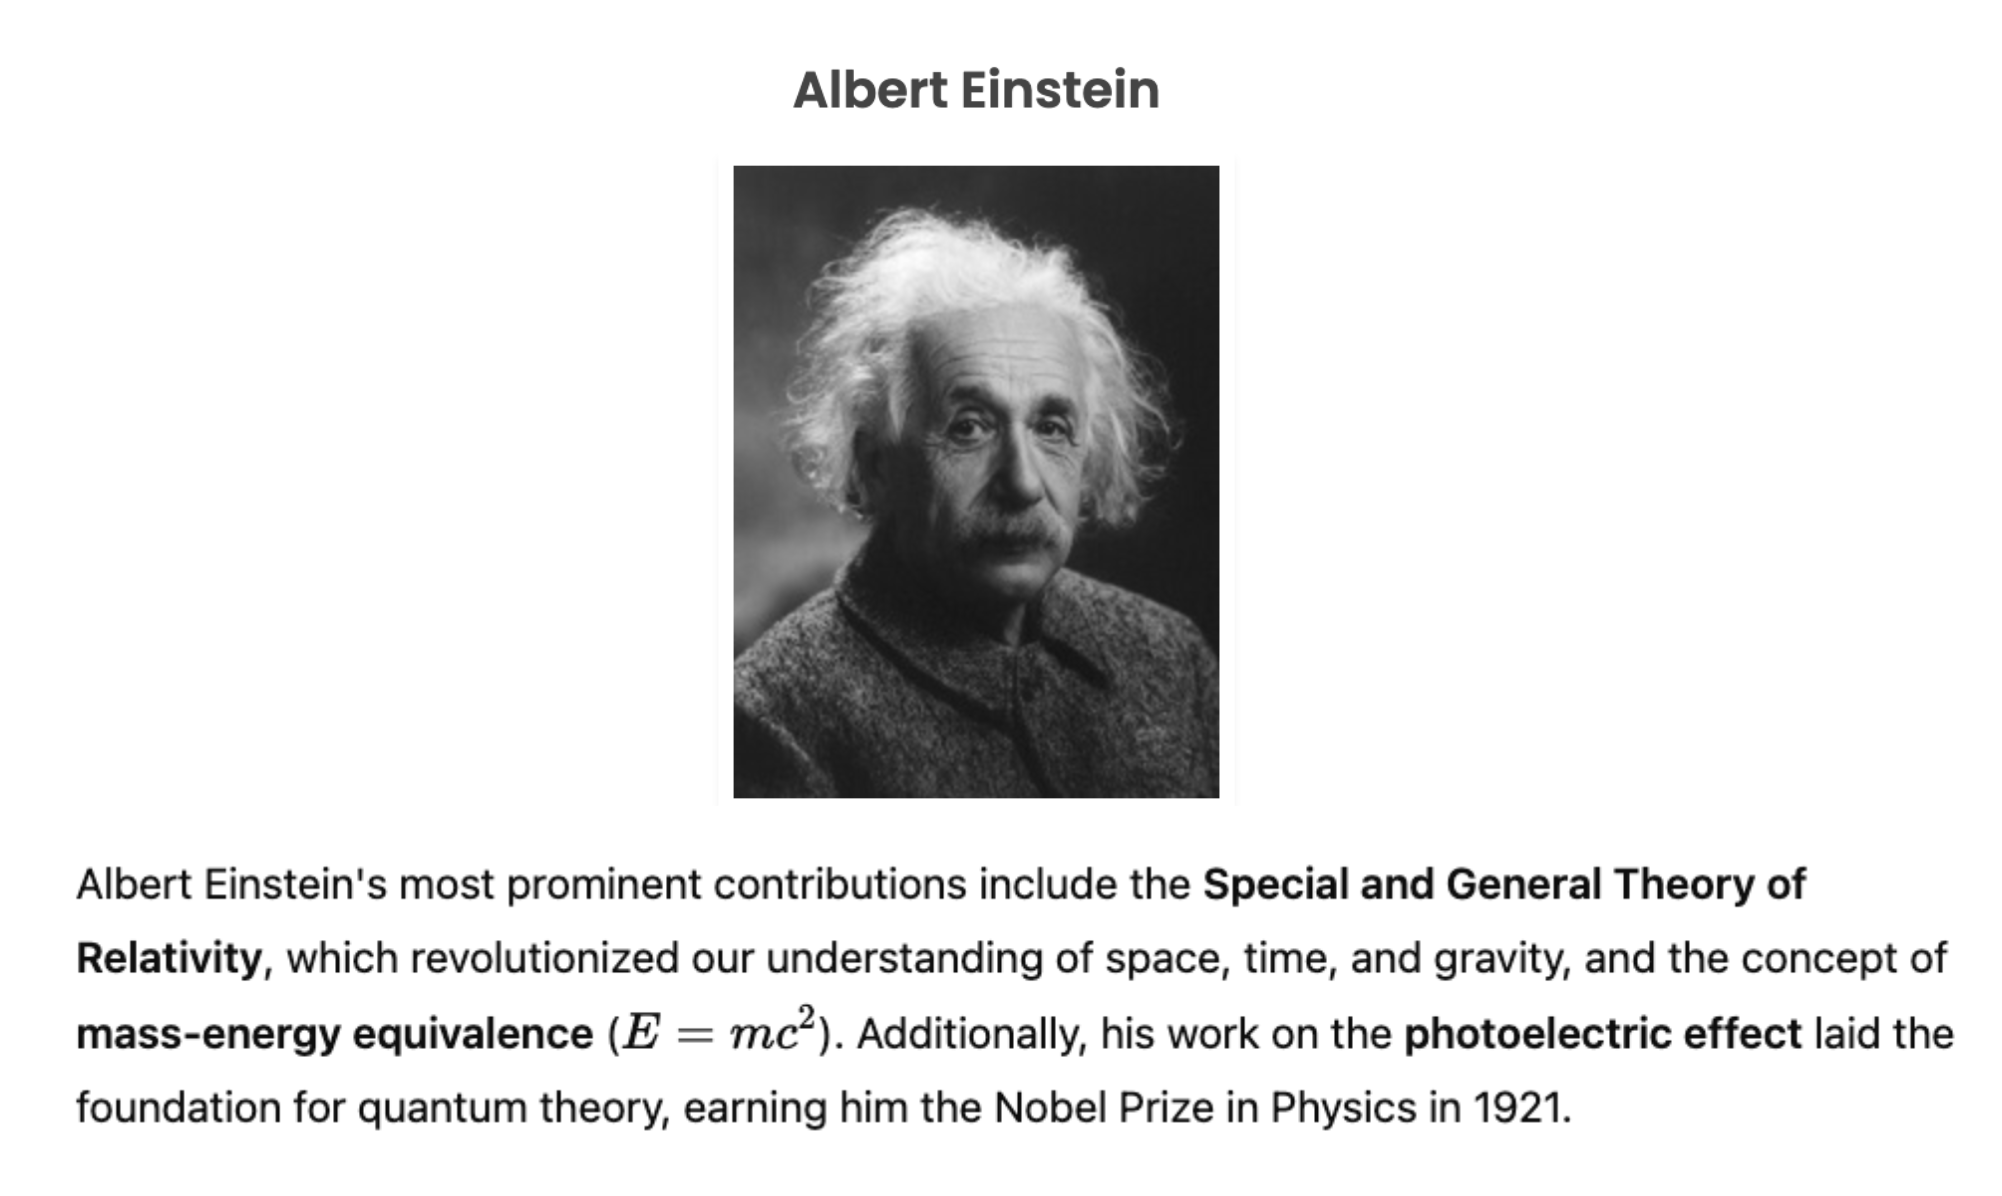 Albert Einstein
Albert Einstein's most prominent contributions include the Special and General Theory of
Relativity, which revolutionized our understanding of space, time, and gravity, and the concept of
mass-energy equivalence (E = mc²). Additionally, his work on the photoelectric effect laid the
foundation for quantum theory, earning him the Nobel Prize in Physics in 1921.